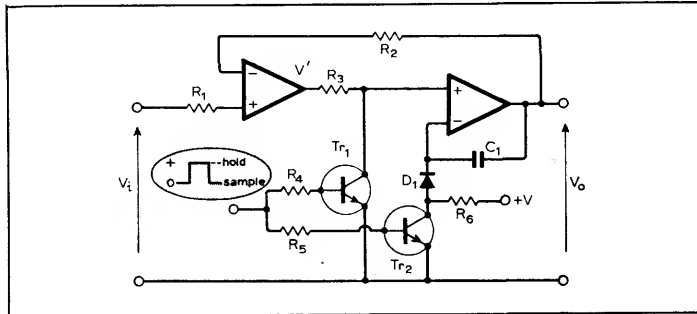 R2
V'
R3
R1
−
+
+
−
C1
Tr1
+
hold
0
sample
Vi
R4
D1
Vo
R6
+V
R5
Tr2